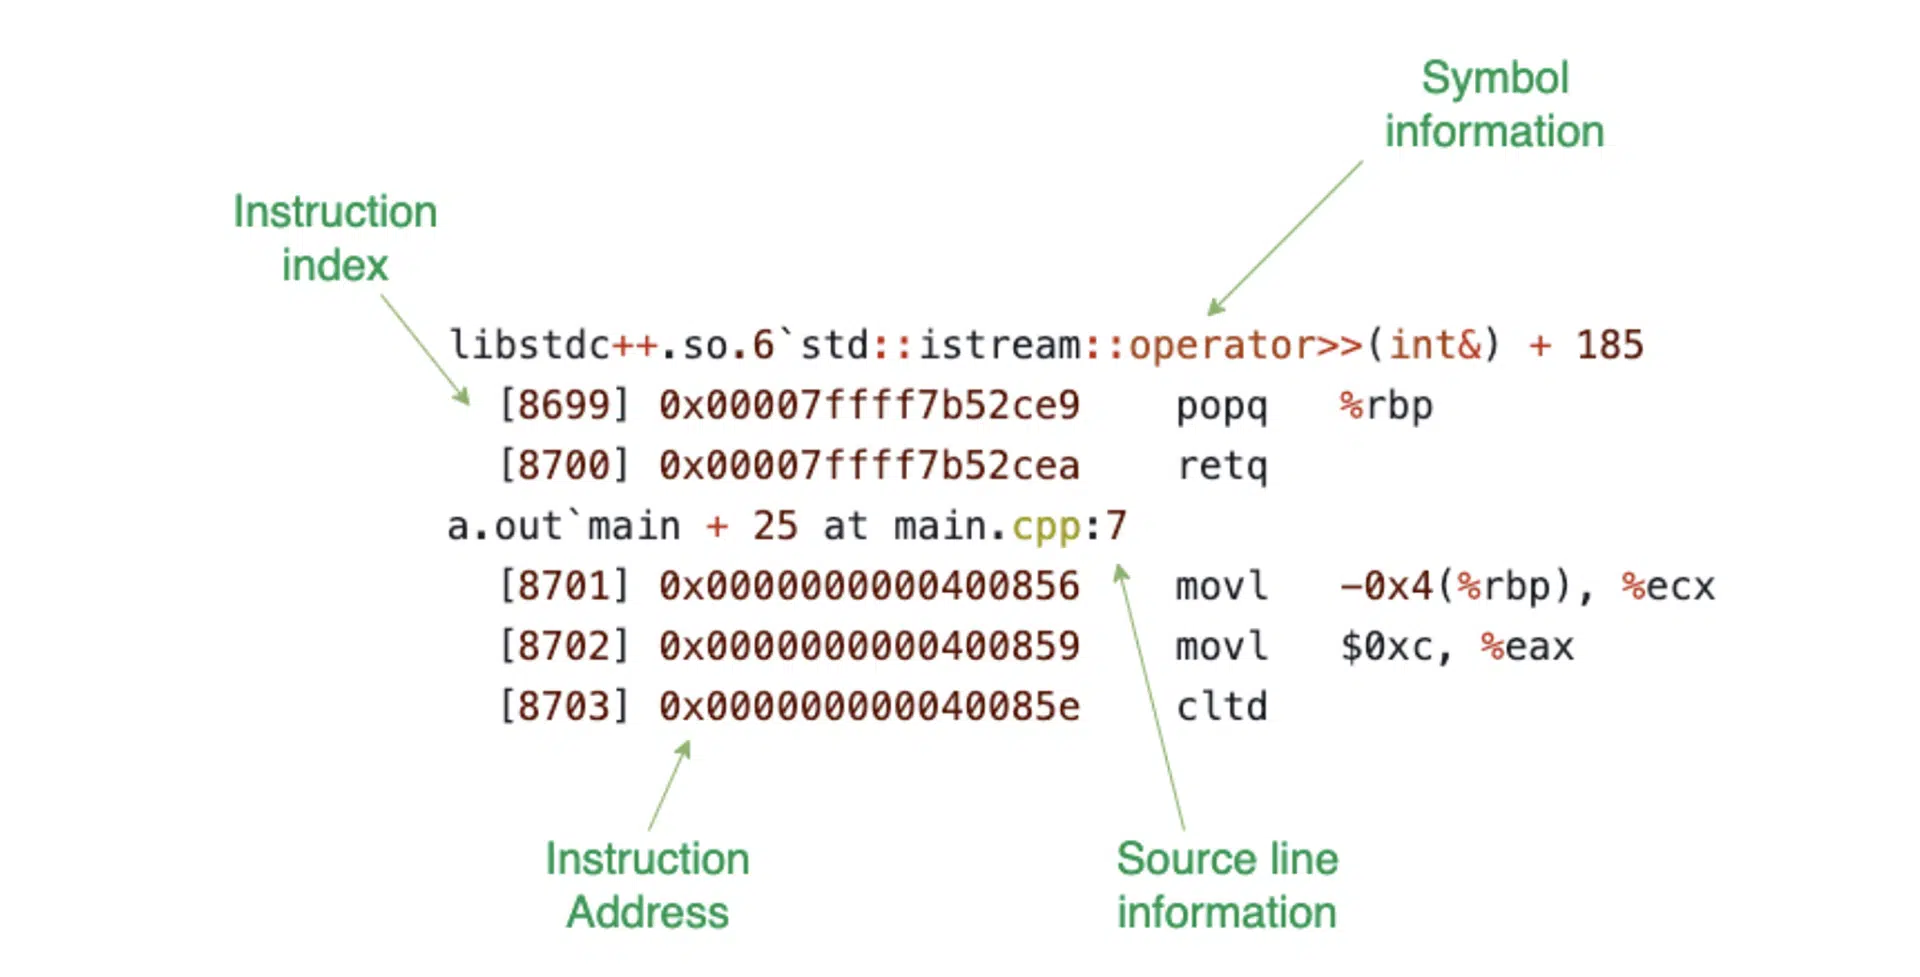 Symbol
information
Instruction
index
libstdc++.so.6`std::istream::operator>>(int&) + 185
[8699] 0x00007ffff7b52ce9 popq %rbp
[8700] 0x00007ffff7b52cea retq
a.out`main + 25 at main.cpp:7
[8701] 0x0000000000400856 movl -0x4(%rbp), %ecx
[8702] 0x0000000000400859 movl $0xc, %eax
[8703] 0x000000000040085e cltd
Instruction
Address
Source line
information